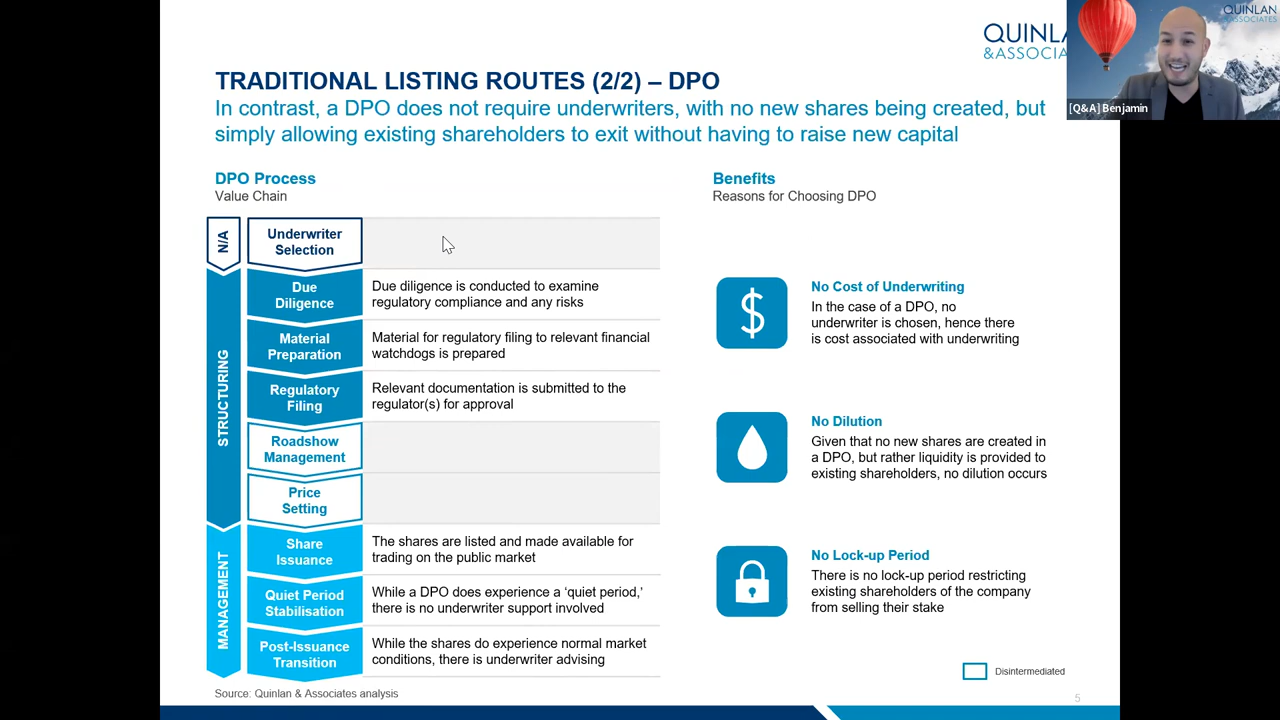 QUINLAN
& ASSOCIATES
[Q&A] Benjamin
QUINL
&ASSOCIA
TRADITIONAL LISTING ROUTES (2/2) – DPO
In contrast, a DPO does not require underwriters, with no new shares being created, but
simply allowing existing shareholders to exit without having to raise new capital
DPO Process
Value Chain
N/A
Underwriter
Selection
STRUCTURING
Due
Diligence
Due diligence is conducted to examine
regulatory compliance and any risks
Material
Preparation
Material for regulatory filing to relevant financial
watchdogs is prepared
Regulatory
Filing
Relevant documentation is submitted to the
regulator(s) for approval
Roadshow
Management
Price
Setting
MANAGEMENT
Share
Issuance
The shares are listed and made available for
trading on the public market
Quiet Period
Stabilisation
While a DPO does experience a ‘quiet period,’
there is no underwriter support involved
Post-Issuance
Transition
While the shares do experience normal market
conditions, there is underwriter advising
Benefits
Reasons for Choosing DPO
$
No Cost of Underwriting
In the case of a DPO, no
underwriter is chosen, hence there
is cost associated with underwriting
No Dilution
Given that no new shares are created in
a DPO, but rather liquidity is provided to
existing shareholders, no dilution occurs
No Lock-up Period
There is no lock-up period restricting
existing shareholders of the company
from selling their stake
Disintermediated
Source: Quinlan & Associates analysis
5